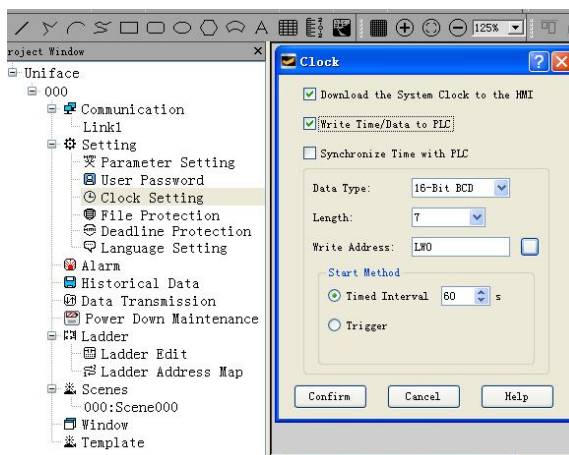 A
125%
roject Window
×
Uniface
000
Communication
Link1
Setting
Parameter Setting
User Password
Clock Setting
File Protection
Deadline Protection
Language Setting
Alarm
Historical Data
Data Transmission
Power Down Maintenance
Ladder
Ladder Edit
Ladder Address Map
Scenes
000:Scene000
Window
Template
Clock
Download the System Clock to the HMI
Write Time/Data to PLC
Synchronize Time with PLC
Data Type: 16-Bit BCD
Length: 7
Write Address: LW0
Start Method
Timed Interval 60 s
Trigger
Confirm Cancel Help